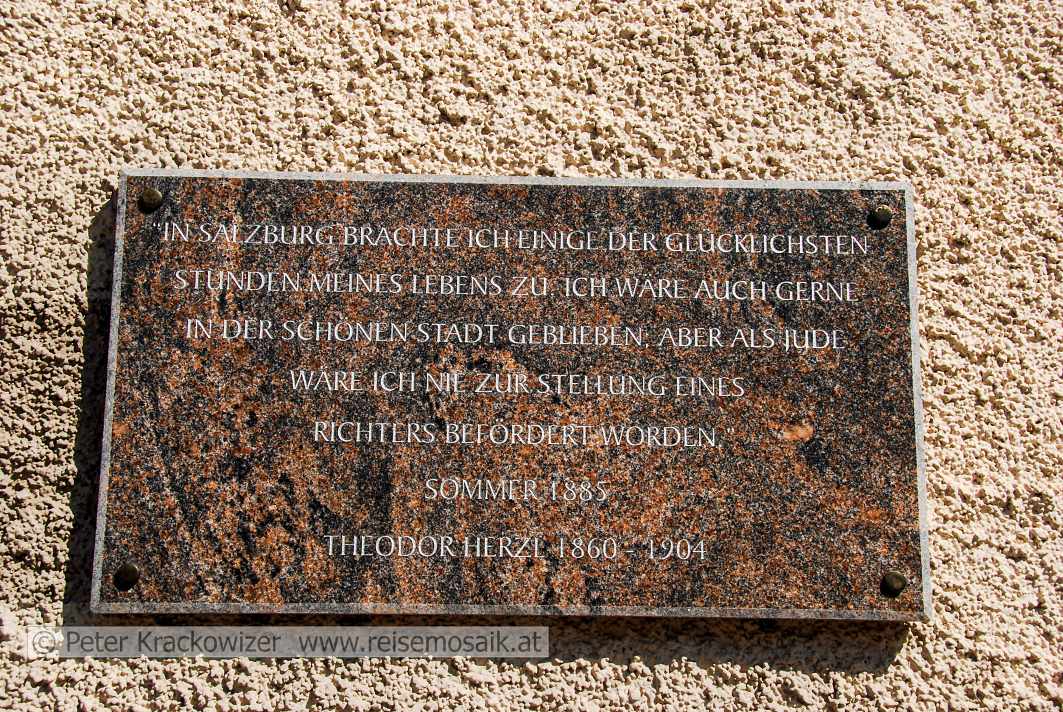 "IN SALZBURG BRACHTE ICH EINIGE DER GLÜCKLICHSTEN
STUNDEN MEINES LEBENS ZU. ICH WÄRE AUCH GERNE
IN DER SCHÖNEN STADT GEBLIEBEN; ABER ALS JUDE
WÄRE ICH NIE ZUR STELLUNG EINES
RICHTERS BEFÖRDERT WORDEN."
SOMMER 1885
THEODOR HERZL 1860 - 1904
© Peter Krackowizer www.reisemosaik.at